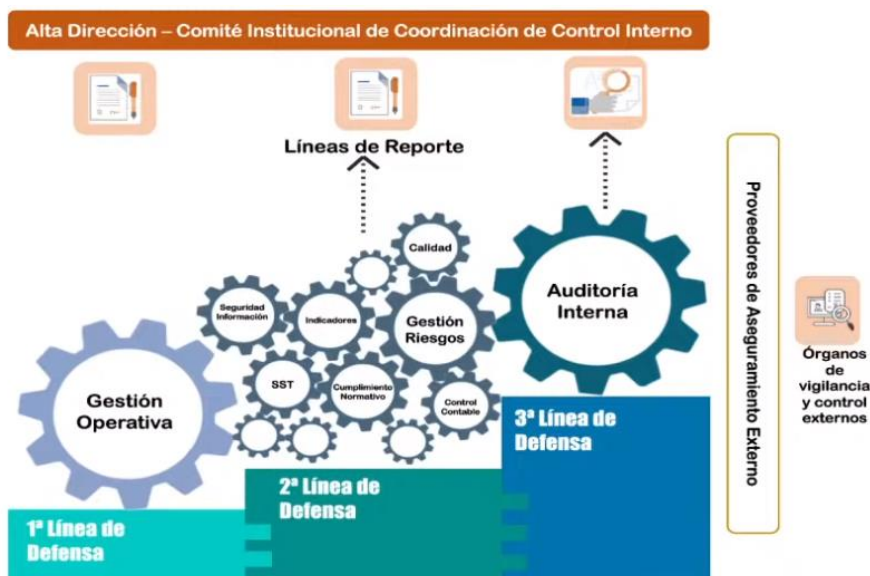 Alta Dirección – Comité Institucional de Coordinación de Control Interno
Líneas de Reporte
Calidad
Seguridad
Información
Indicadores
Gestión
Riesgos
Auditoría
Interna
SST
Cumplimiento
Normativo
Control
Contable
Gestión
Operativa
1ª Línea de
Defensa
2ª Línea de
Defensa
3ª Línea de
Defensa
Proveedores de Aseguramiento Externo
Órganos
de
vigilancia
y control
externos